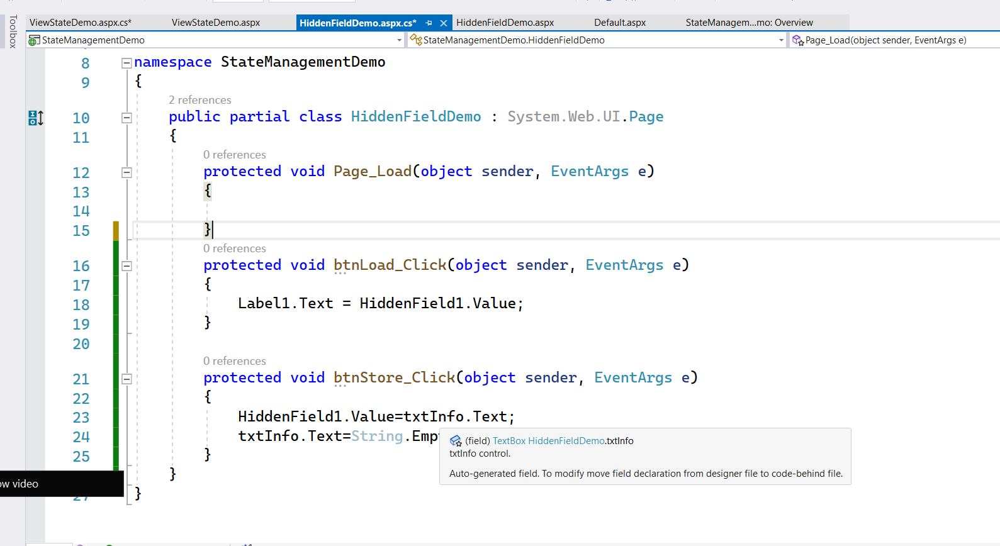 ViewStateDemo.aspx.cs* ViewStateDemo.aspx HiddenFieldDemo.aspx.cs* HiddenFieldDemo.aspx Default.aspx StateManagem...mo: Overview
Toolbox
StateManagementDemo StateManagementDemo.HiddenFieldDemo Page_Load(object sender, EventArgs e)
8 namespace StateManagementDemo
9 {
2 references
10 public partial class HiddenFieldDemo : System.Web.UI.Page
11 {
0 references
12 protected void Page_Load(object sender, EventArgs e)
13 {
14
15 }
0 references
16 protected void btnLoad_Click(object sender, EventArgs e)
17 {
18 Label1.Text = HiddenField1.Value;
19 }
20
0 references
21 protected void btnStore_Click(object sender, EventArgs e)
22 {
23 HiddenField1.Value=txtInfo.Text;
24 txtInfo.Text=String.Emp
(field) TextBox HiddenFieldDemo.txtInfo
txtInfo control.
Auto-generated field. To modify move field declaration from designer file to code-behind file.
25 }
}
ow video
27 }